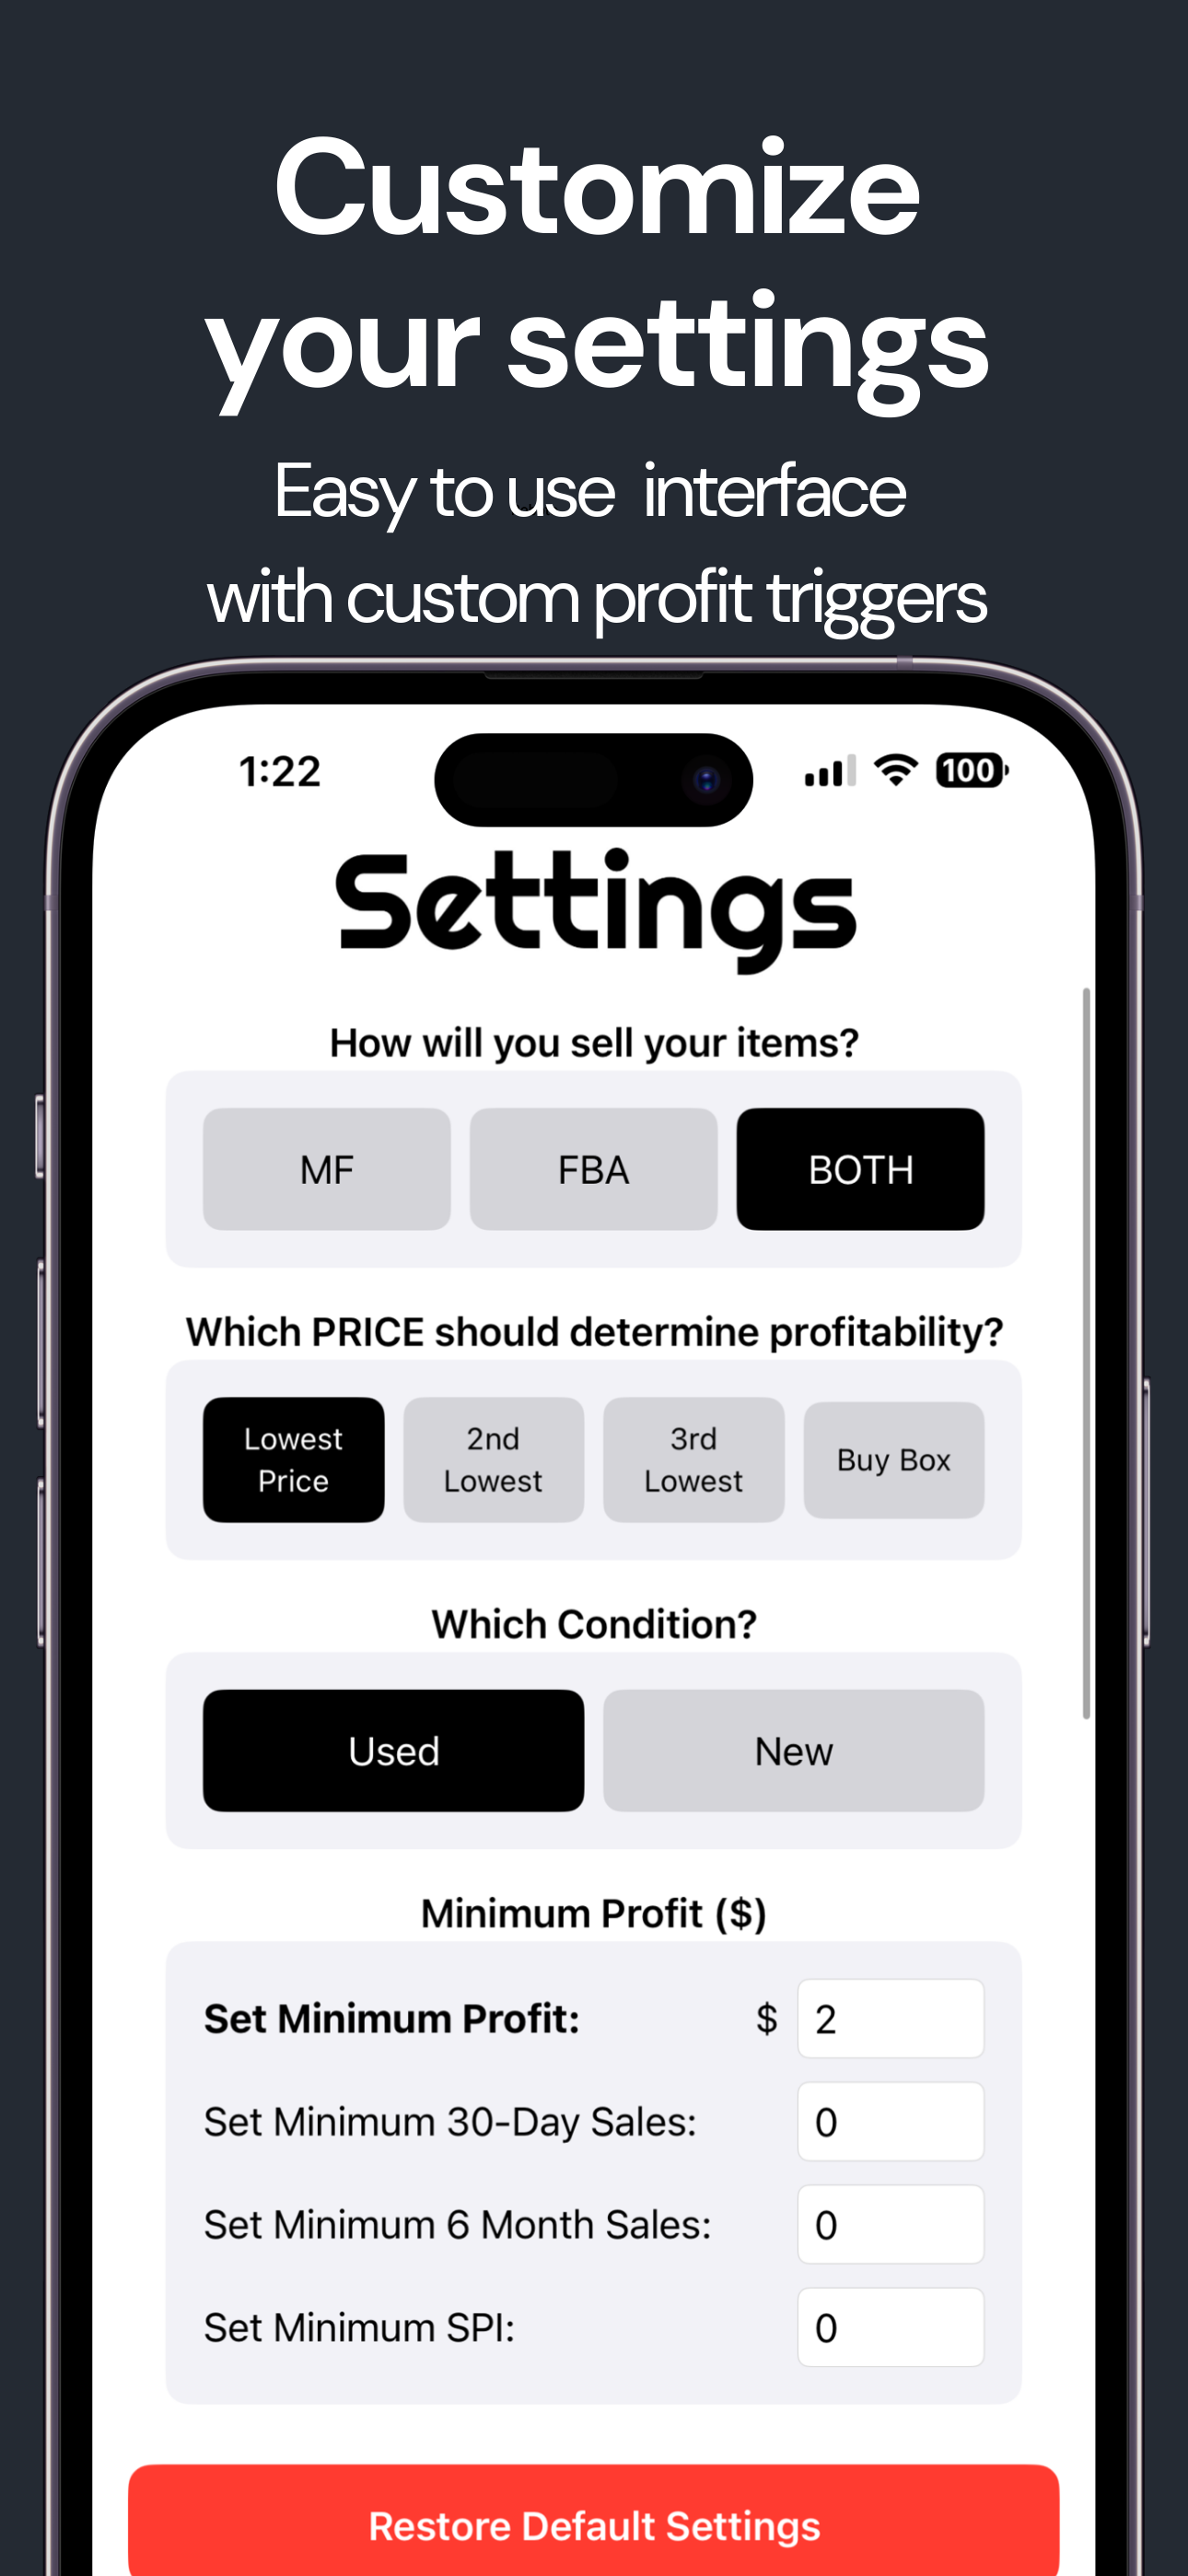 Customize
your settings
Easy to use interface
with custom profit triggers
1:22
100
Settings
How will you sell your items?
MF FBA BOTH
Which PRICE should determine profitability?
Lowest Price
2nd Lowest
3rd Lowest
Buy Box
Which Condition?
Used New
Minimum Profit ($)
Set Minimum Profit: $ 2
Set Minimum 30-Day Sales: 0
Set Minimum 6 Month Sales: 0
Set Minimum SPI: 0
Restore Default Settings